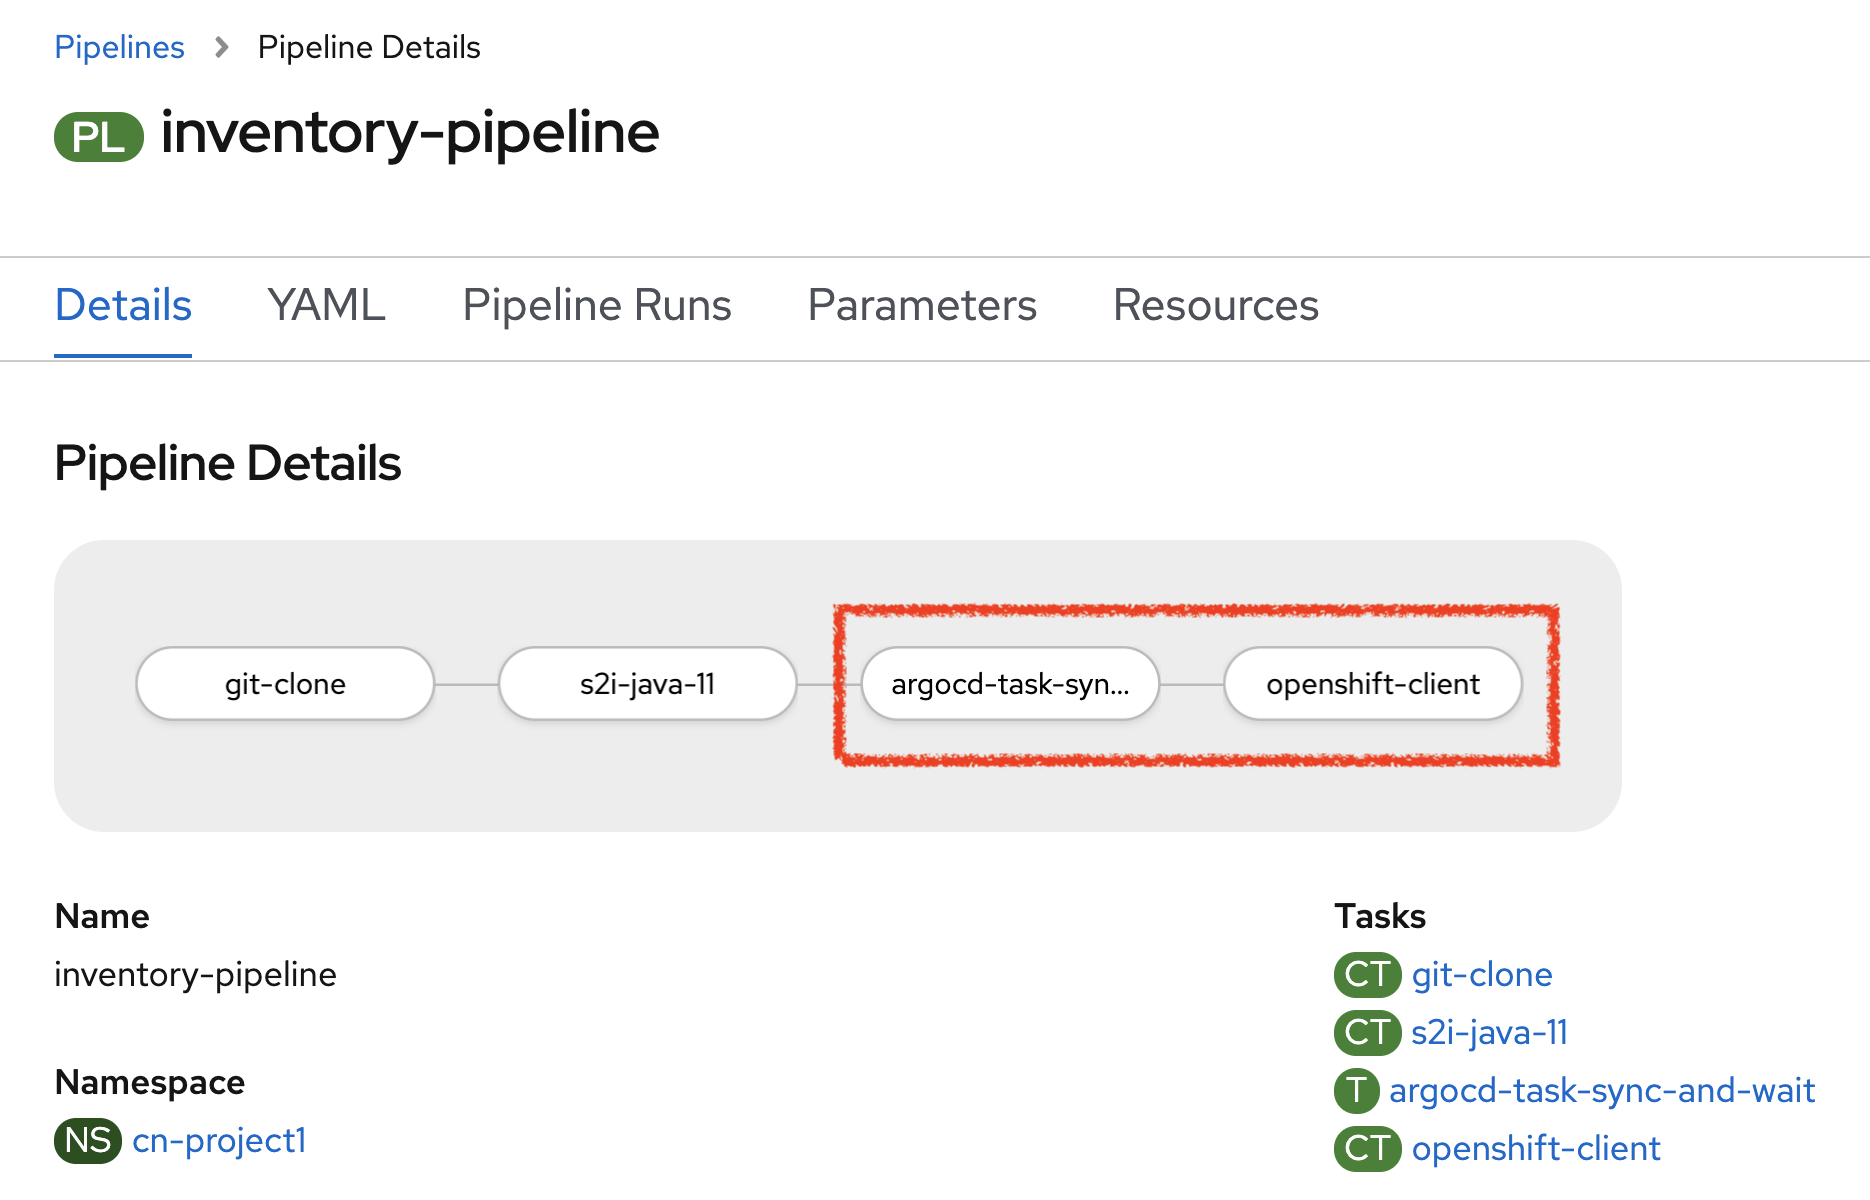 Pipelines > Pipeline Details
PL inventory-pipeline
Details YAML Pipeline Runs Parameters Resources
Pipeline Details
git-clone s2i-java-11 argocd-task-syn... openshift-client
Name
inventory-pipeline
Namespace
NS cn-project1
Tasks
CT git-clone
CT s2i-java-11
T argocd-task-sync-and-wait
CT openshift-client